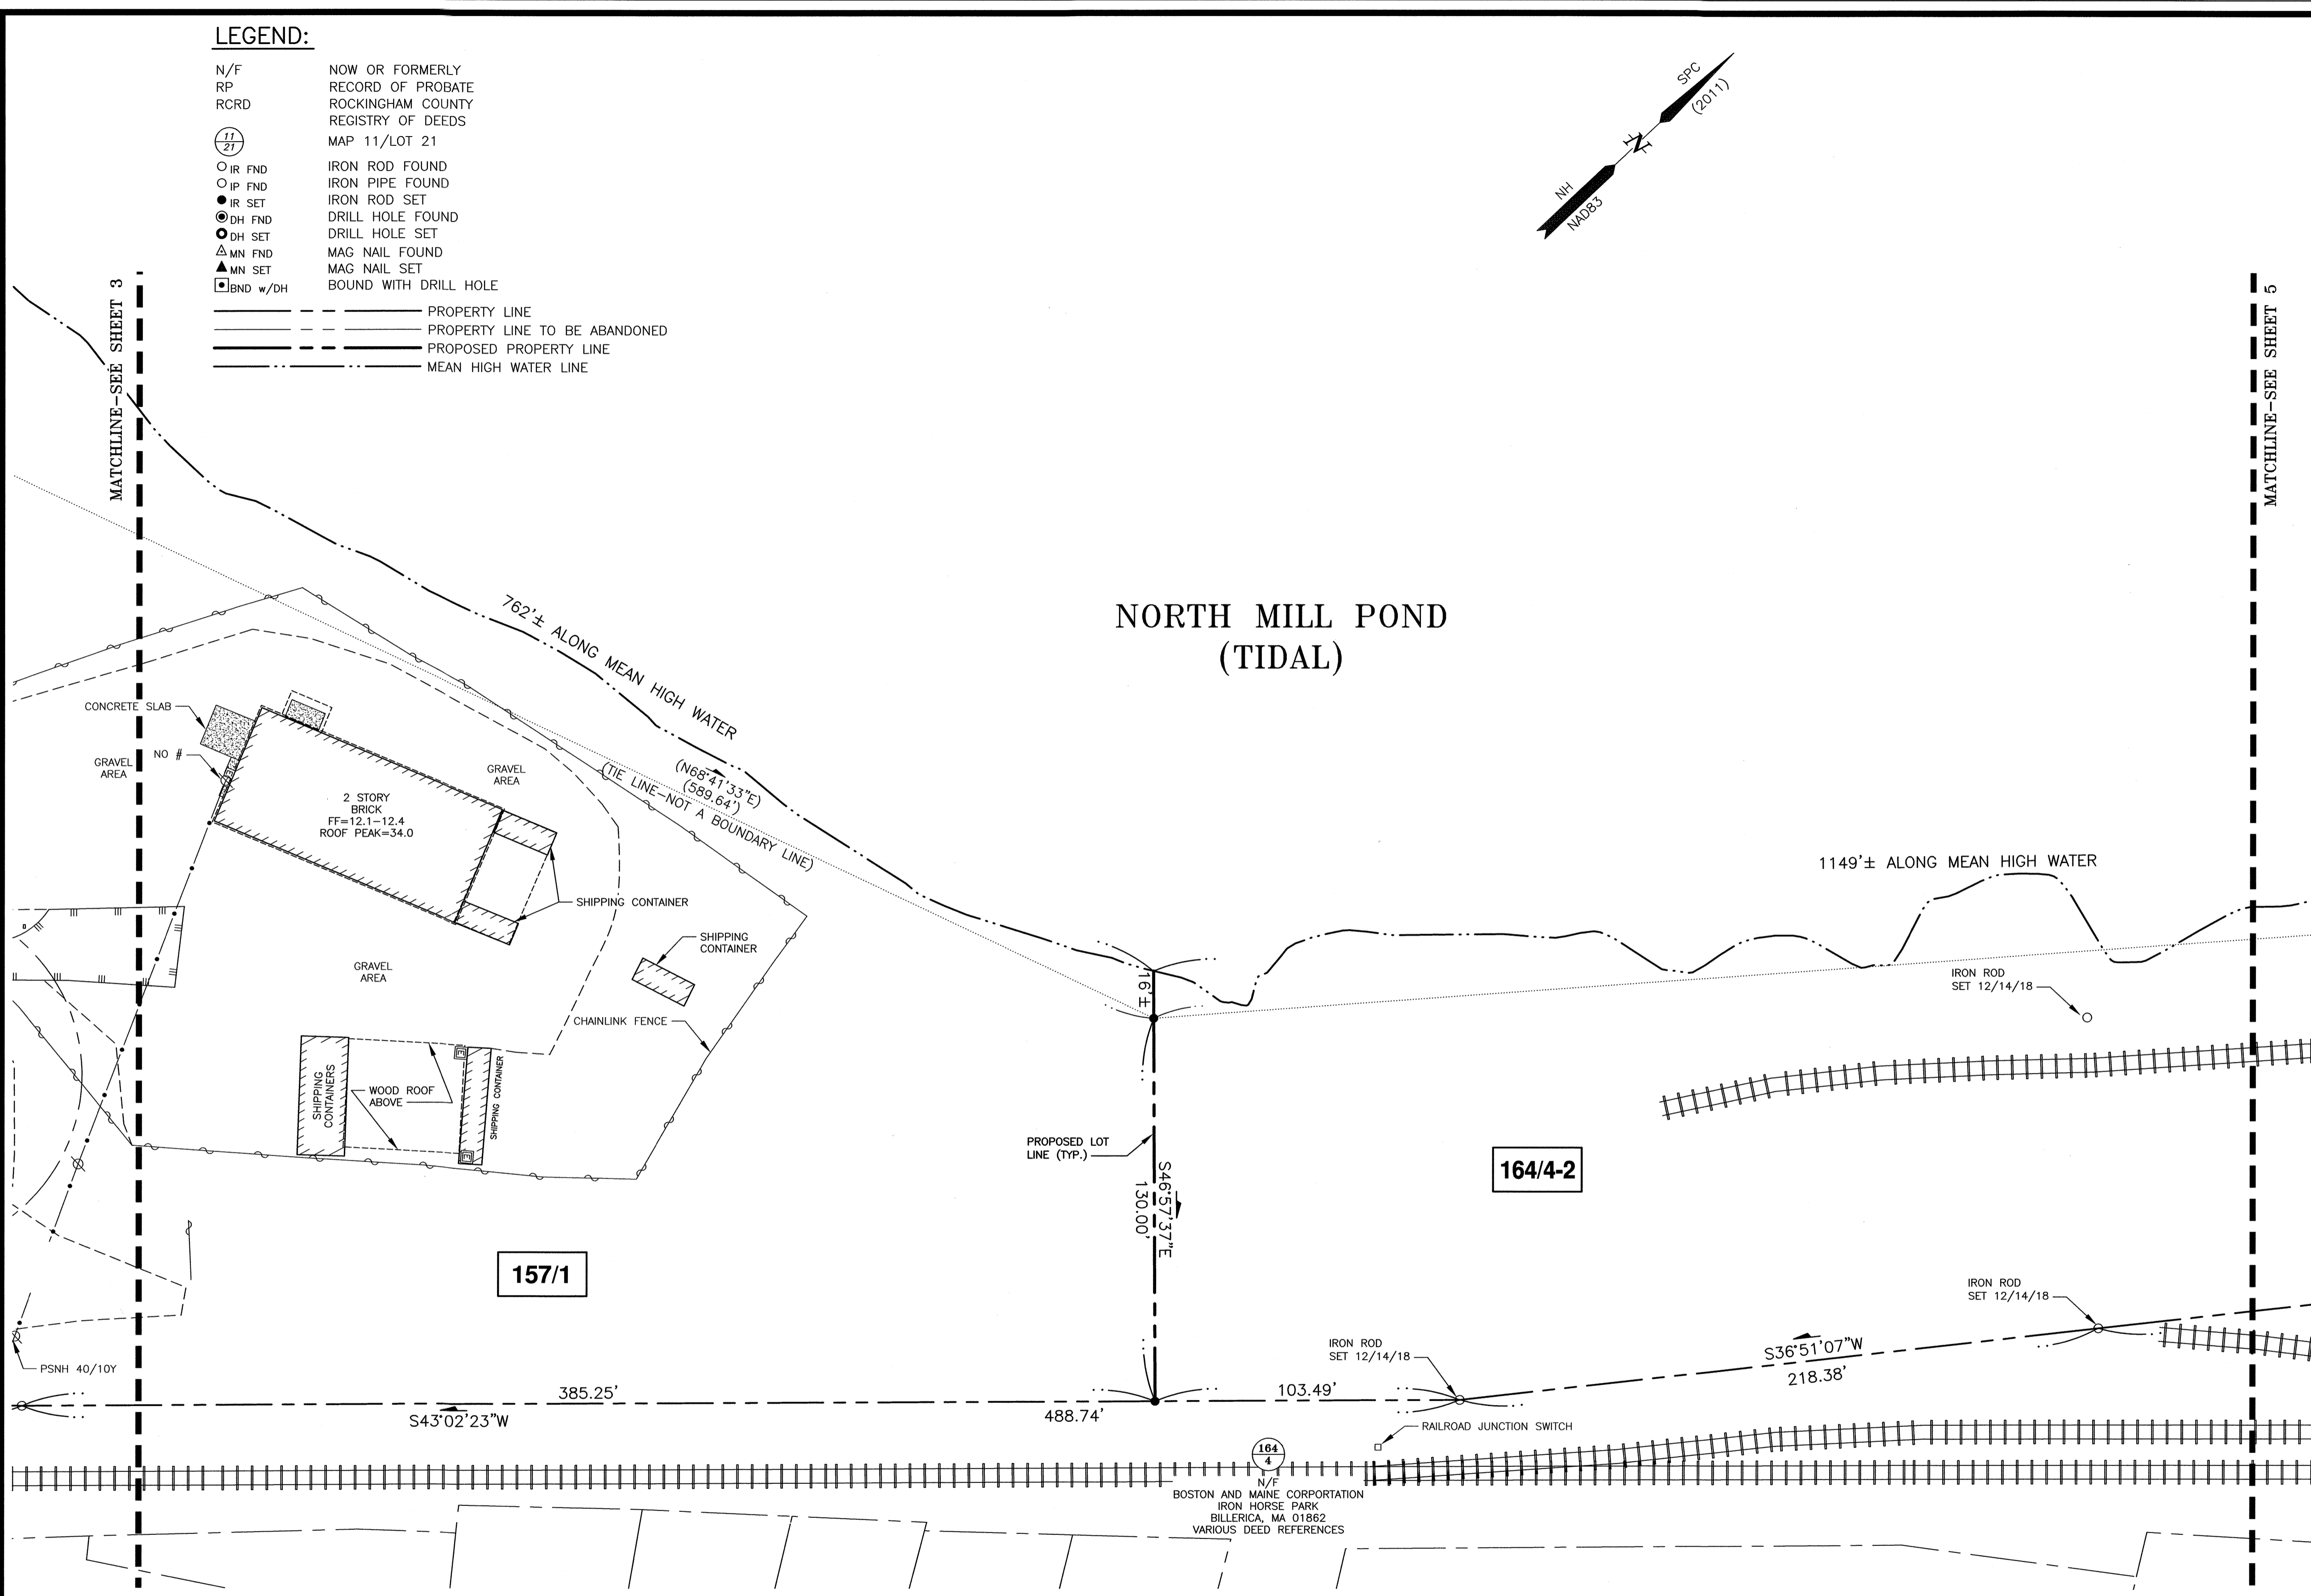 LEGEND:
N/F NOW OR FORMERLY
RP RECORD OF PROBATE
RCRD ROCKINGHAM COUNTY
REGISTRY OF DEEDS
11
21
MAP 11/LOT 21
IR FND IRON ROD FOUND
IP FND IRON PIPE FOUND
IR SET IRON ROD SET
DH FND DRILL HOLE FOUND
DH SET DRILL HOLE SET
MN FND MAG NAIL FOUND
MN SET MAG NAIL SET
BND w/DH BOUND WITH DRILL HOLE
PROPERTY LINE
PROPERTY LINE TO BE ABANDONED
PROPOSED PROPERTY LINE
MEAN HIGH WATER LINE
SPC
(2011)
N
NH
NAD83
MATCHLINE-SEE SHEET 3
MATCHLINE-SEE SHEET 5
NORTH MILL POND
(TIDAL)
762'± ALONG MEAN HIGH WATER
(N68°41'33"E)
(589.64')
(TIE LINE-NOT A BOUNDARY LINE)
CONCRETE SLAB
NO #
GRAVEL
AREA
GRAVEL
AREA
2 STORY
BRICK
FF=12.1-12.4
ROOF PEAK=34.0
SHIPPING CONTAINER
SHIPPING
CONTAINER
GRAVEL
AREA
CHAINLINK FENCE
SHIPPING
CONTAINERS
WOOD ROOF
ABOVE
E
E
SHIPPING CONTAINER
1149'± ALONG MEAN HIGH WATER
16'±
IRON ROD
SET 12/14/18
PROPOSED LOT
LINE (TYP.)
S46°57'37"E
130.00'
164/4-2
157/1
IRON ROD
SET 12/14/18
IRON ROD
SET 12/14/18
S36°51'07"W
218.38'
PSNH 40/10Y
385.25'
S43°02'23"W
488.74'
103.49'
RAILROAD JUNCTION SWITCH
164
4
N/F
BOSTON AND MAINE CORPORTATION
IRON HORSE PARK
BILLERICA, MA 01862
VARIOUS DEED REFERENCES